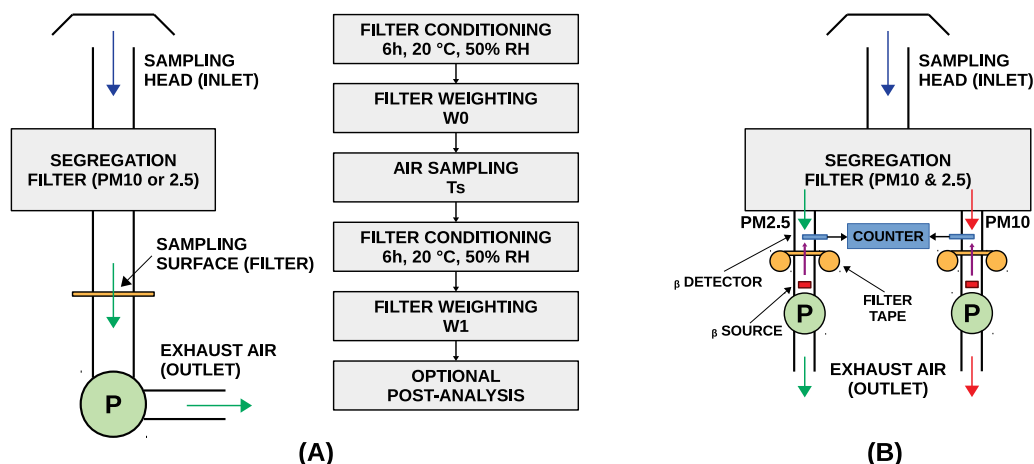 SAMPLING
HEAD (INLET)
SEGREGATION
FILTER (PM10 or 2.5)
SAMPLING
SURFACE (FILTER)
EXHAUST AIR
(OUTLET)
P
FILTER CONDITIONING
6h, 20 °C, 50% RH
FILTER WEIGHTING
W0
AIR SAMPLING
Ts
FILTER CONDITIONING
6h, 20 °C, 50% RH
FILTER WEIGHTING
W1
OPTIONAL
POST-ANALYSIS
(A)
SAMPLING
HEAD (INLET)
SEGREGATION
FILTER (PM10 & 2.5)
PM2.5
PM10
COUNTER
β DETECTOR
FILTER
TAPE
β SOURCE
P
P
EXHAUST AIR
(OUTLET)
(B)